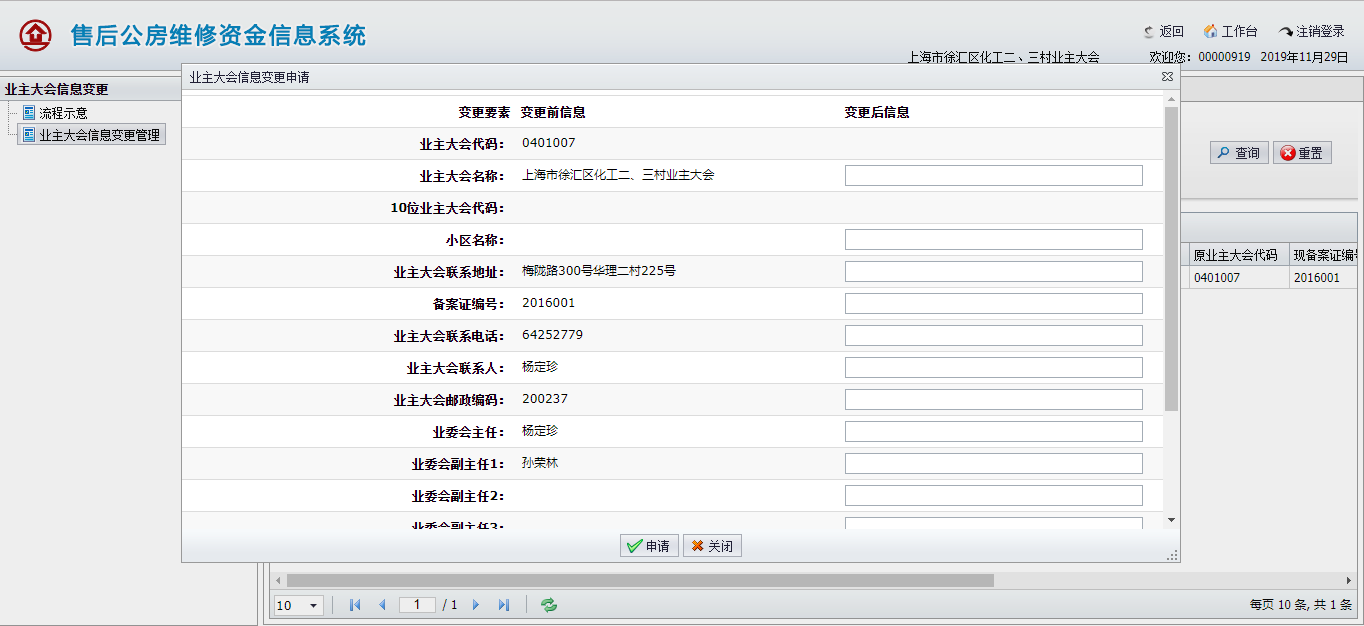 售后公房维修资金信息系统
返回 工作台 注销登录
上海市徐汇区化工二、三村业主大会 欢迎您：00000919 2019年11月29日
业主大会信息变更
流程示意
业主大会信息变更管理
业主大会信息变更申请
变更要素 变更前信息 变更后信息
业主大会代码： 0401007
业主大会名称： 上海市徐汇区化工二、三村业主大会
10位业主大会代码：
小区名称：
业主大会联系地址： 梅陇路300号华理二村225号
备案证编号： 2016001
业主大会联系电话： 64252779
业主大会联系人： 杨定珍
业主大会邮政编码： 200237
业委会主任： 杨定珍
业委会副主任1： 孙荣林
业委会副主任2：
业委会副主任3：
申请 关闭
查询 重置
原业主大会代码 现备案证编号
0401007 2016001
10 1 / 1 每页 10 条, 共 1 条